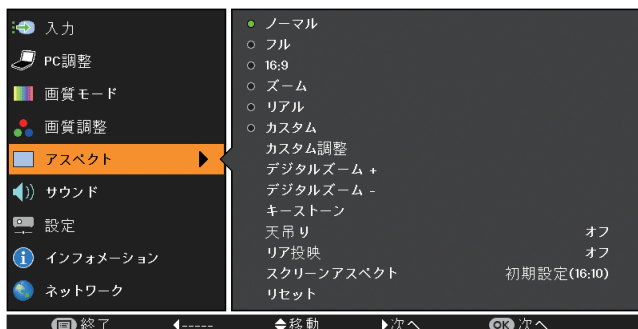 入力
PC調整
画質モード
画質調整
アスペクト
サウンド
設定
インフォメーション
ネットワーク
ノーマル
フル
16:9
ズーム
リアル
カスタム
カスタム調整
デジタルズーム +
デジタルズーム -
キーストーン
天吊り オフ
リア投映 オフ
スクリーンアスペクト 初期設定(16:10)
リセット
終了 ----- 移動 次へ OK 次へ